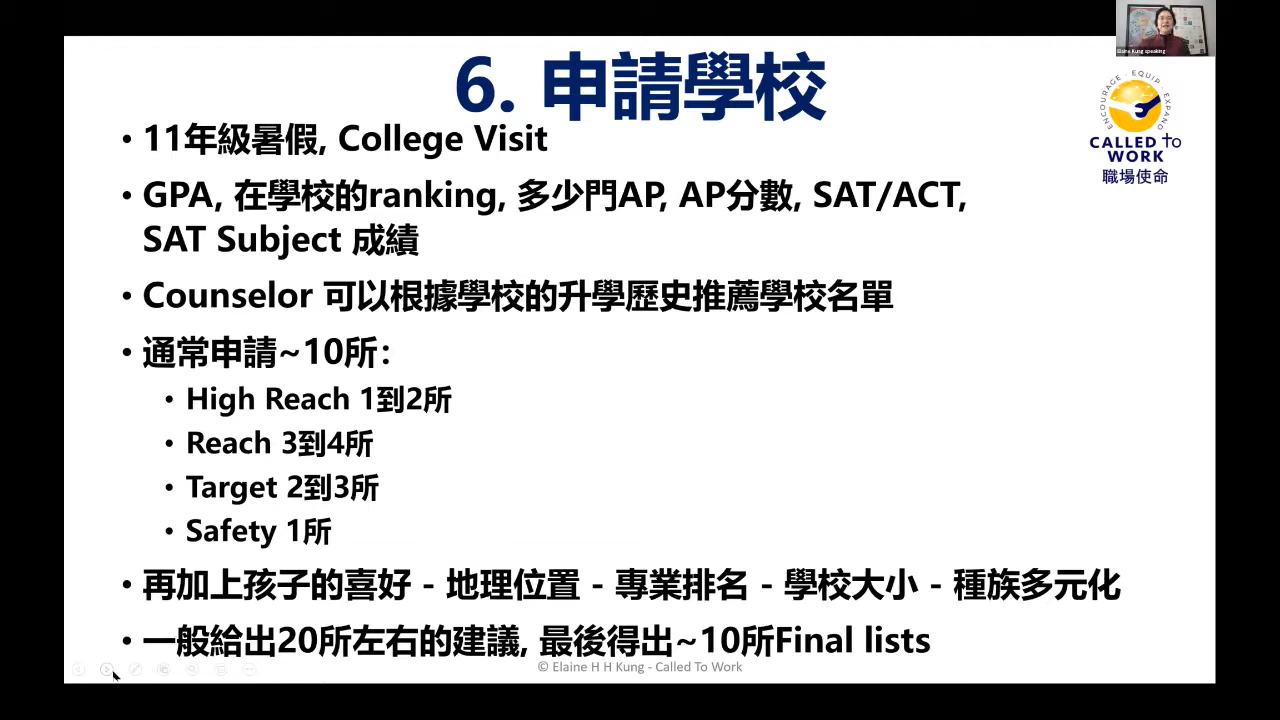 Elaine Kung speaking
6. 申請學校
ENCOURAGE · EQUIP · EXPAND
CALLED to
WORK
職場使命
• 11年級暑假, College Visit
• GPA, 在學校的ranking, 多少門AP, AP分數, SAT/ACT,
SAT Subject 成績
• Counselor 可以根據學校的升學歷史推薦學校名單
• 通常申請~10所：
• High Reach 1到2所
• Reach 3到4所
• Target 2到3所
• Safety 1所
• 再加上孩子的喜好 - 地理位置 - 專業排名 - 學校大小 - 種族多元化
• 一般給出20所左右的建議, 最後得出~10所Final lists
© Elaine H H Kung - Called To Work